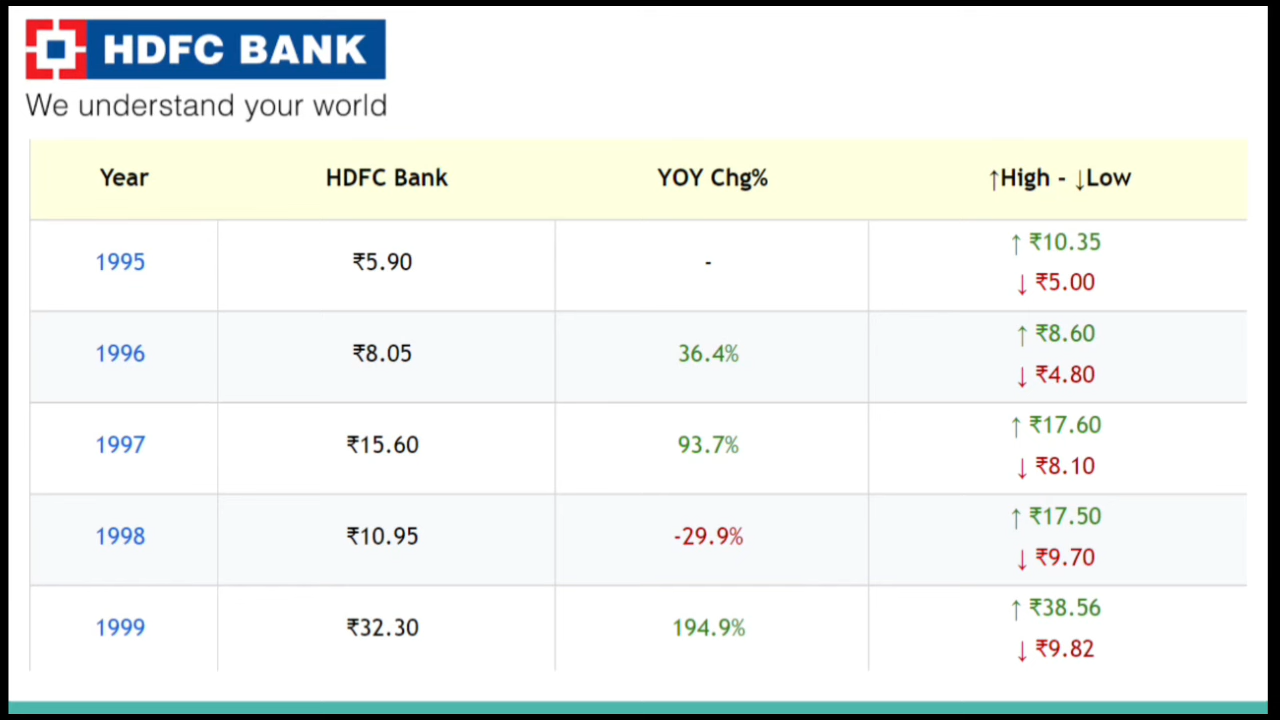 HDFC BANK
We understand your world
Year HDFC Bank YOY Chg% ↑High - ↓Low
1995 ₹5.90 - ↑ ₹10.35
↓ ₹5.00
1996 ₹8.05 36.4% ↑ ₹8.60
↓ ₹4.80
1997 ₹15.60 93.7% ↑ ₹17.60
↓ ₹8.10
1998 ₹10.95 -29.9% ↑ ₹17.50
↓ ₹9.70
1999 ₹32.30 194.9% ↑ ₹38.56
↓ ₹9.82